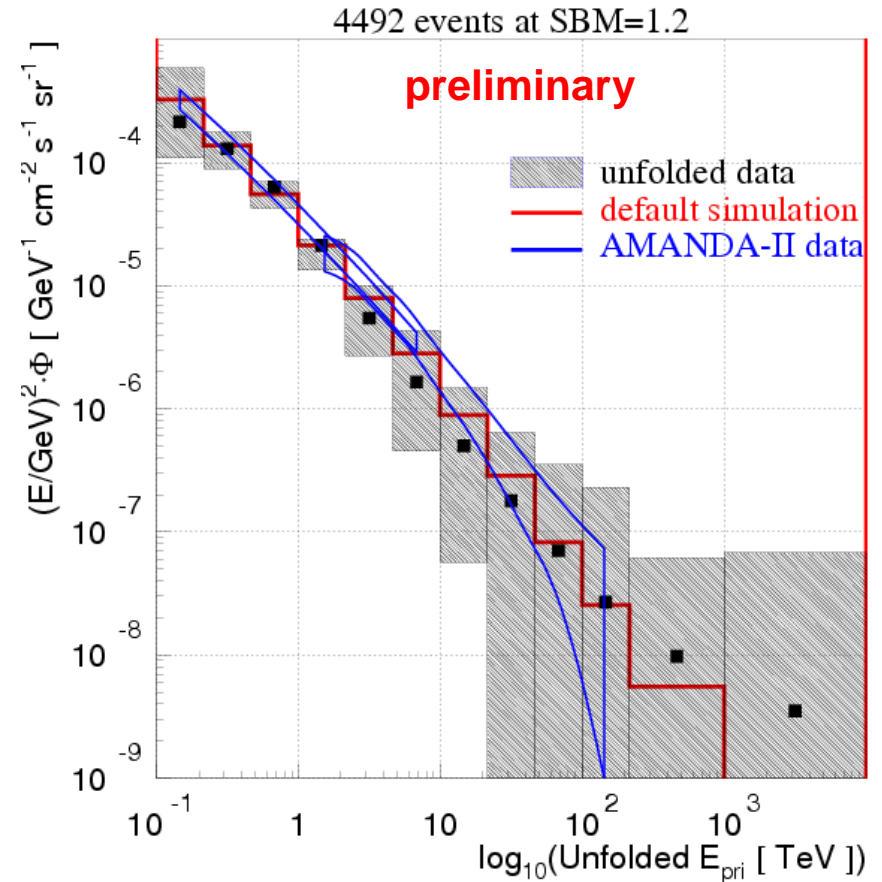 4492 events at SBM=1.2
preliminary
(E/GeV)²·Φ [ GeV⁻¹ cm⁻² s⁻¹ sr⁻¹ ]
unfolded data
default simulation
AMANDA-II data
10⁻⁴
10⁻⁵
10⁻⁶
10⁻⁷
10⁻⁸
10⁻⁹
10⁻¹ 1 10 10² 10³
log₁₀(Unfolded E_pri [ TeV ])